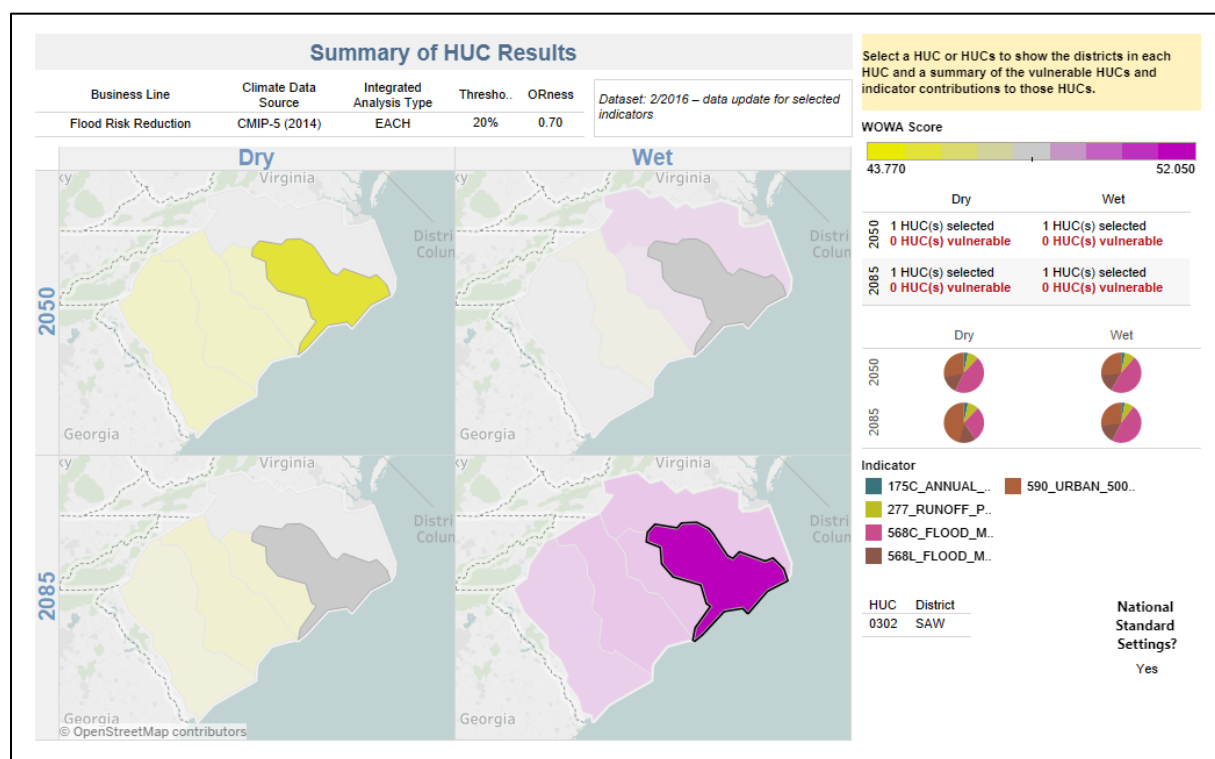 Summary of HUC Results
Business Line
Climate Data
Source
Integrated
Analysis Type
Thresho..
ORness
Flood Risk Reduction
CMIP-5 (2014)
EACH
20%
0.70
Dataset: 2/2016 – data update for selected
indicators
Select a HUC or HUCs to show the districts in each
HUC and a summary of the vulnerable HUCs and
indicator contributions to those HUCs.
WOWA Score
43.770
52.050
Dry
Wet
2050
1 HUC(s) selected
0 HUC(s) vulnerable
1 HUC(s) selected
0 HUC(s) vulnerable
2085
1 HUC(s) selected
0 HUC(s) vulnerable
1 HUC(s) selected
0 HUC(s) vulnerable
Dry
Wet
2050
2085
Indicator
175C_ANNUAL_..
590_URBAN_500..
277_RUNOFF_P..
568C_FLOOD_M..
568L_FLOOD_M..
HUC
District
0302
SAW
National
Standard
Settings?
Yes
Dry
Wet
2050
ky
Virginia
Distri
Colun
Georgia
ky
Virginia
Distri
Colun
Georgia
2085
ky
Virginia
Distri
Colun
Georgia
© OpenStreetMap contributors
ky
Virginia
Distri
Colun
Georgia